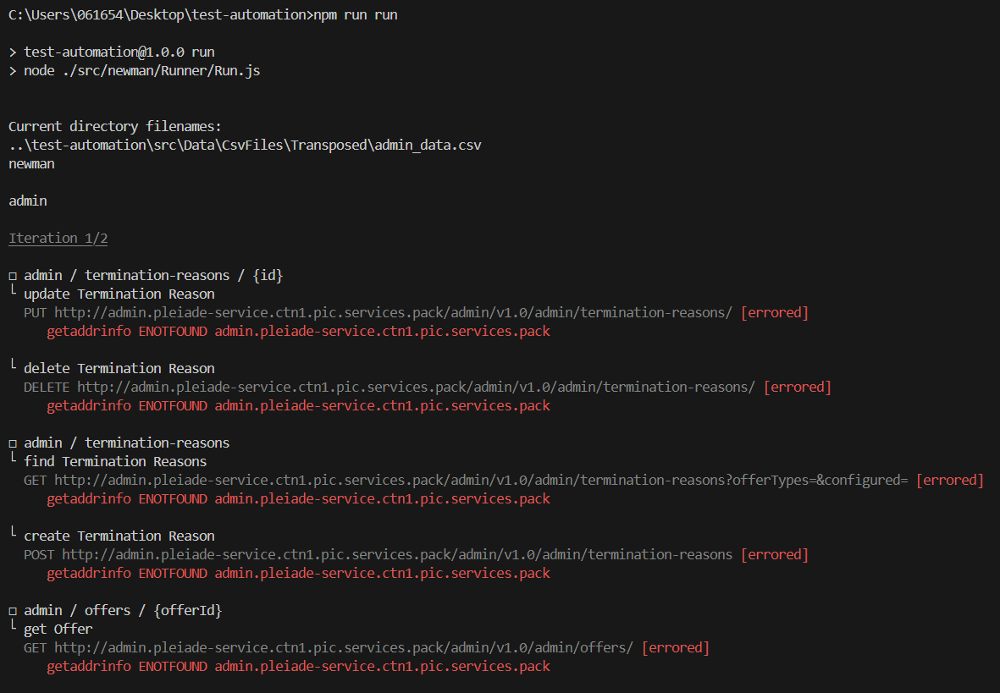 C:\Users\061654\Desktop\test-automation>npm run run
> test-automation@1.0.0 run
> node ./src/newman/Runner/Run.js
Current directory filenames:
..\test-automation\src\Data\CsvFiles\Transposed\admin_data.csv
newman
admin
Iteration 1/2
□ admin / termination-reasons / {id}
└ update Termination Reason
PUT http://admin.pleiade-service.ctn1.pic.services.pack/admin/v1.0/admin/termination-reasons/ [errored]
getaddrinfo ENOTFOUND admin.pleiade-service.ctn1.pic.services.pack
└ delete Termination Reason
DELETE http://admin.pleiade-service.ctn1.pic.services.pack/admin/v1.0/admin/termination-reasons/ [errored]
getaddrinfo ENOTFOUND admin.pleiade-service.ctn1.pic.services.pack
□ admin / termination-reasons
└ find Termination Reasons
GET http://admin.pleiade-service.ctn1.pic.services.pack/admin/v1.0/admin/termination-reasons?offerTypes=&configured= [errored]
getaddrinfo ENOTFOUND admin.pleiade-service.ctn1.pic.services.pack
└ create Termination Reason
POST http://admin.pleiade-service.ctn1.pic.services.pack/admin/v1.0/admin/termination-reasons [errored]
getaddrinfo ENOTFOUND admin.pleiade-service.ctn1.pic.services.pack
□ admin / offers / {offerId}
└ get Offer
GET http://admin.pleiade-service.ctn1.pic.services.pack/admin/v1.0/admin/offers/ [errored]
getaddrinfo ENOTFOUND admin.pleiade-service.ctn1.pic.services.pack